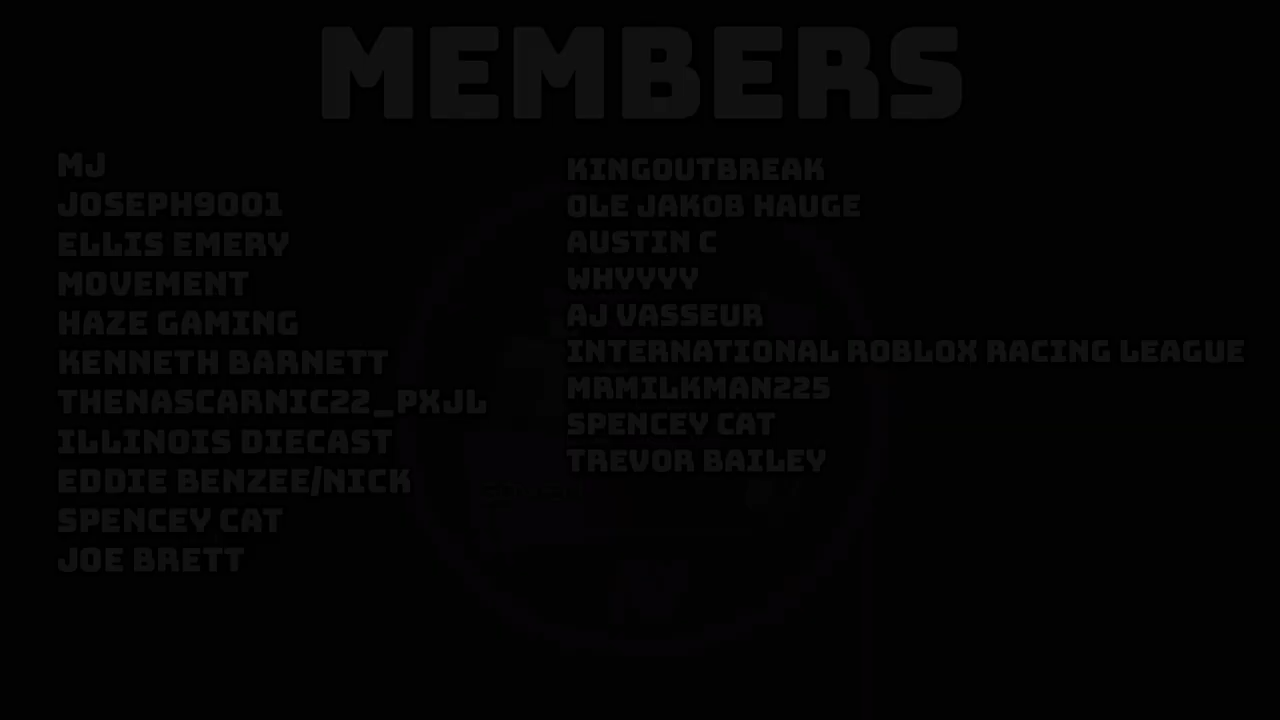 MEMBERS
MJ
JOSEPH9001
ELLIS EMERY
MOVEMENT
HAZE GAMING
KENNETH BARNETT
THENASCARNIC22_PXJL
ILLINOIS DIECAST
EDDIE BENZEE/NICK
SPENCEY CAT
JOE BRETT
KINGOUTBREAK
OLE JAKOB HAUGE
AUSTIN C
WHYYYY
AJ VASSEUR
INTERNATIONAL ROBLOX RACING LEAGUE
MRMILKMAN225
SPENCEY CAT
TREVOR BAILEY